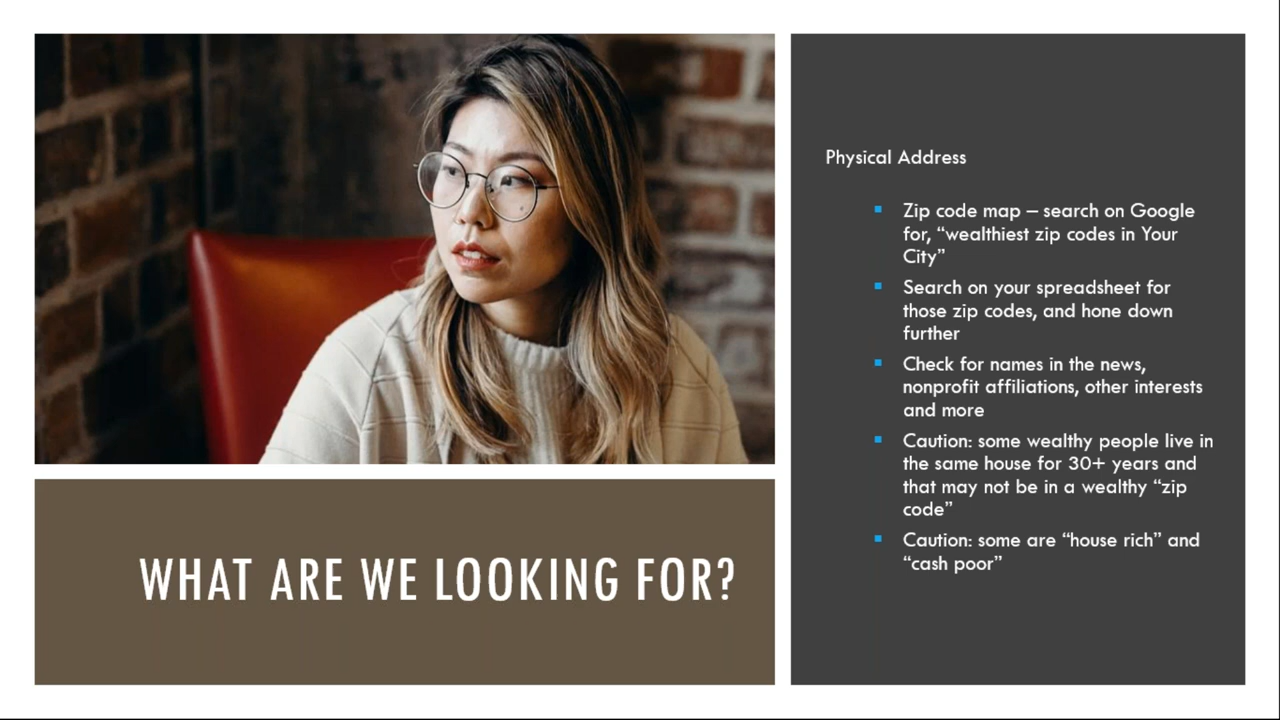 WHAT ARE WE LOOKING FOR?
Physical Address
Zip code map – search on Google
for, “wealthiest zip codes in Your
City”
Search on your spreadsheet for
those zip codes, and hone down
further
Check for names in the news,
nonprofit affiliations, other interests
and more
Caution: some wealthy people live in
the same house for 30+ years and
that may not be in a wealthy “zip
code”
Caution: some are “house rich” and
“cash poor”